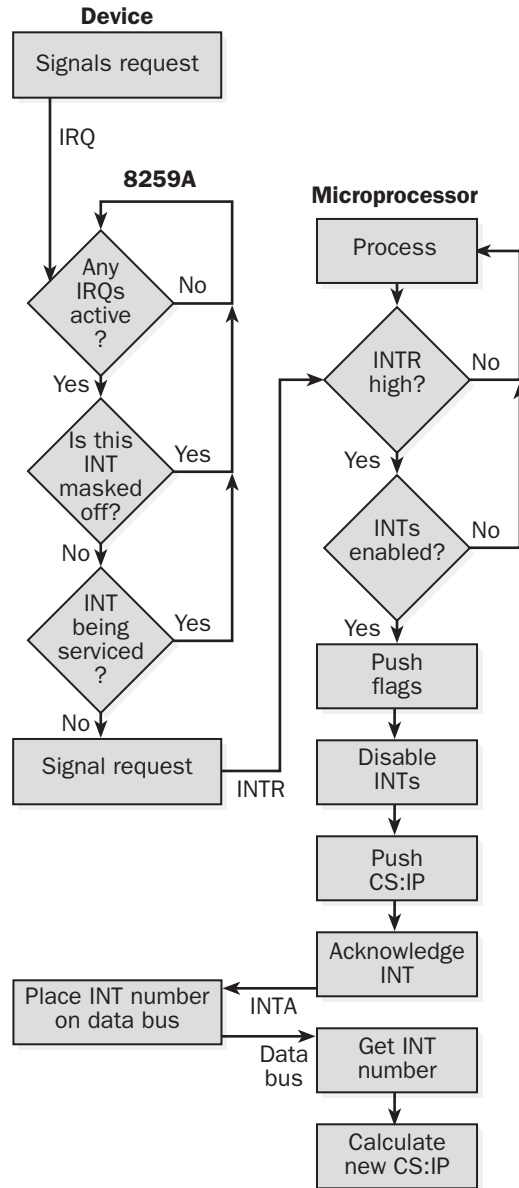 Device
Signals request
IRQ
8259A
Any
IRQs
active
?
No
Yes
Is this
INT
masked
off?
Yes
No
INT
being
serviced
?
Yes
No
Signal request
INTR
Microprocessor
Process
INTR
high?
No
Yes
INTs
enabled?
No
Yes
Push
flags
Disable
INTs
Push
CS:IP
Acknowledge
INT
INTA
Place INT number
on data bus
Data
bus
Get INT
number
Calculate
new CS:IP